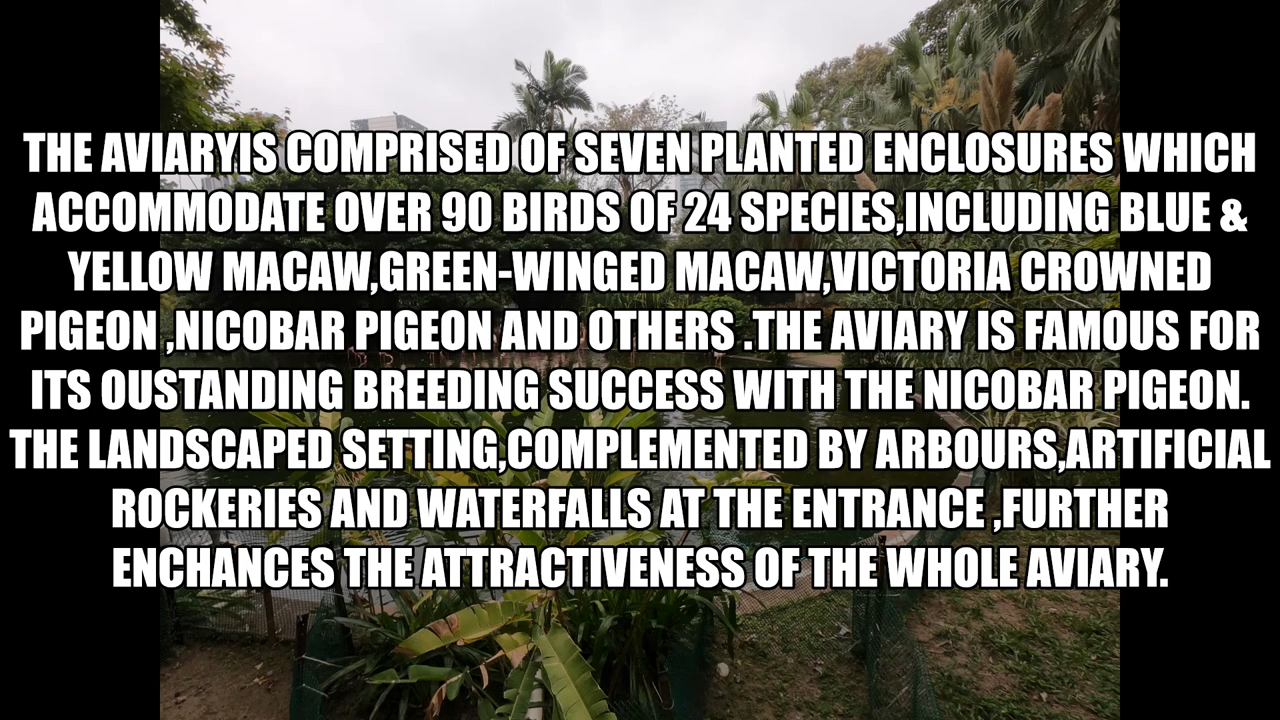 THE AVIARYIS COMPRISED OF SEVEN PLANTED ENCLOSURES WHICH
ACCOMMODATE OVER 90 BIRDS OF 24 SPECIES,INCLUDING BLUE &
YELLOW MACAW,GREEN-WINGED MACAW,VICTORIA CROWNED
PIGEON ,NICOBAR PIGEON AND OTHERS .THE AVIARY IS FAMOUS FOR
ITS OUSTANDING BREEDING SUCCESS WITH THE NICOBAR PIGEON.
THE LANDSCAPED SETTING,COMPLEMENTED BY ARBOURS,ARTIFICIAL
ROCKERIES AND WATERFALLS AT THE ENTRANCE ,FURTHER
ENCHANCES THE ATTRACTIVENESS OF THE WHOLE AVIARY.